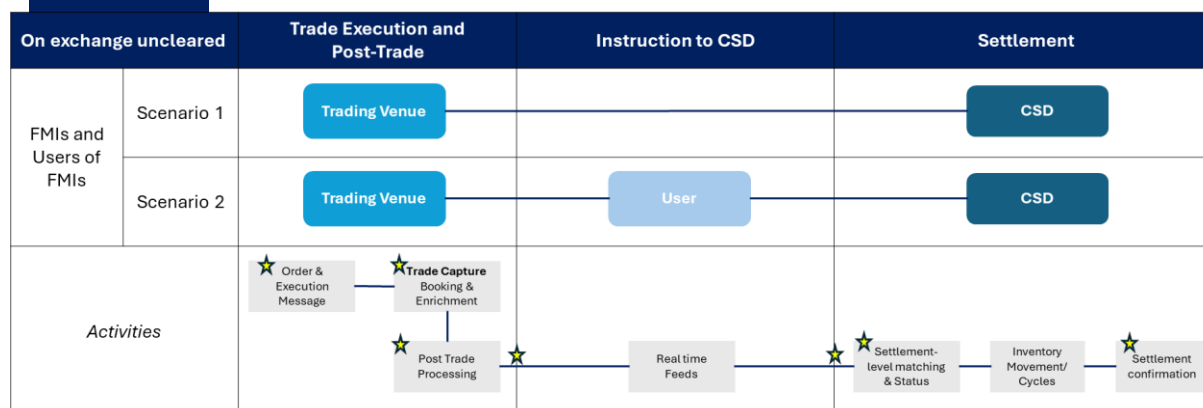 On exchange uncleared
Trade Execution and
Post-Trade
Instruction to CSD
Settlement
FMIs and
Users of
FMIs
Scenario 1
Trading Venue
CSD
Scenario 2
Trading Venue
User
CSD
Activities
Order &
Execution
Message
Trade Capture
Booking &
Enrichment
Post Trade
Processing
Real time
Feeds
Settlement-
level matching
& Status
Inventory
Movement/
Cycles
Settlement
confirmation